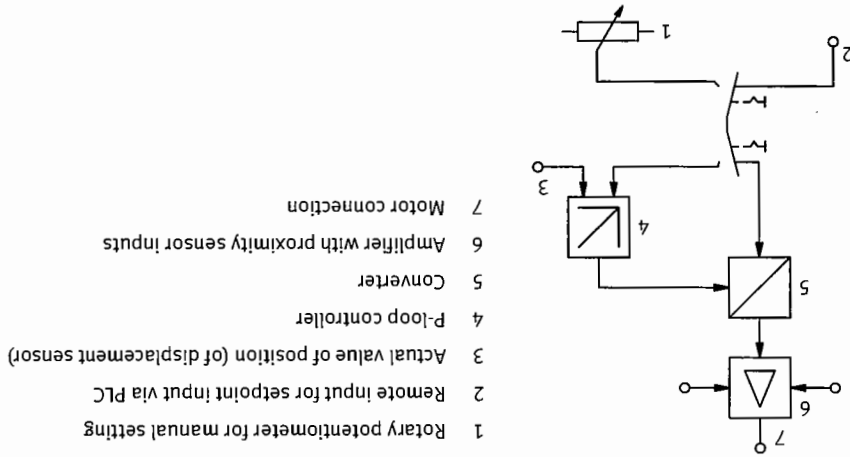 7
6
5
4
3
2
1
1 Rotary potentiometer for manual setting
2 Remote input for setpoint input via PLC
3 Actual value of position (of) displacement sensor)
4 P-loop controller
5 Converter
6 Amplifier with proximity sensor inputs
7 Motor connection